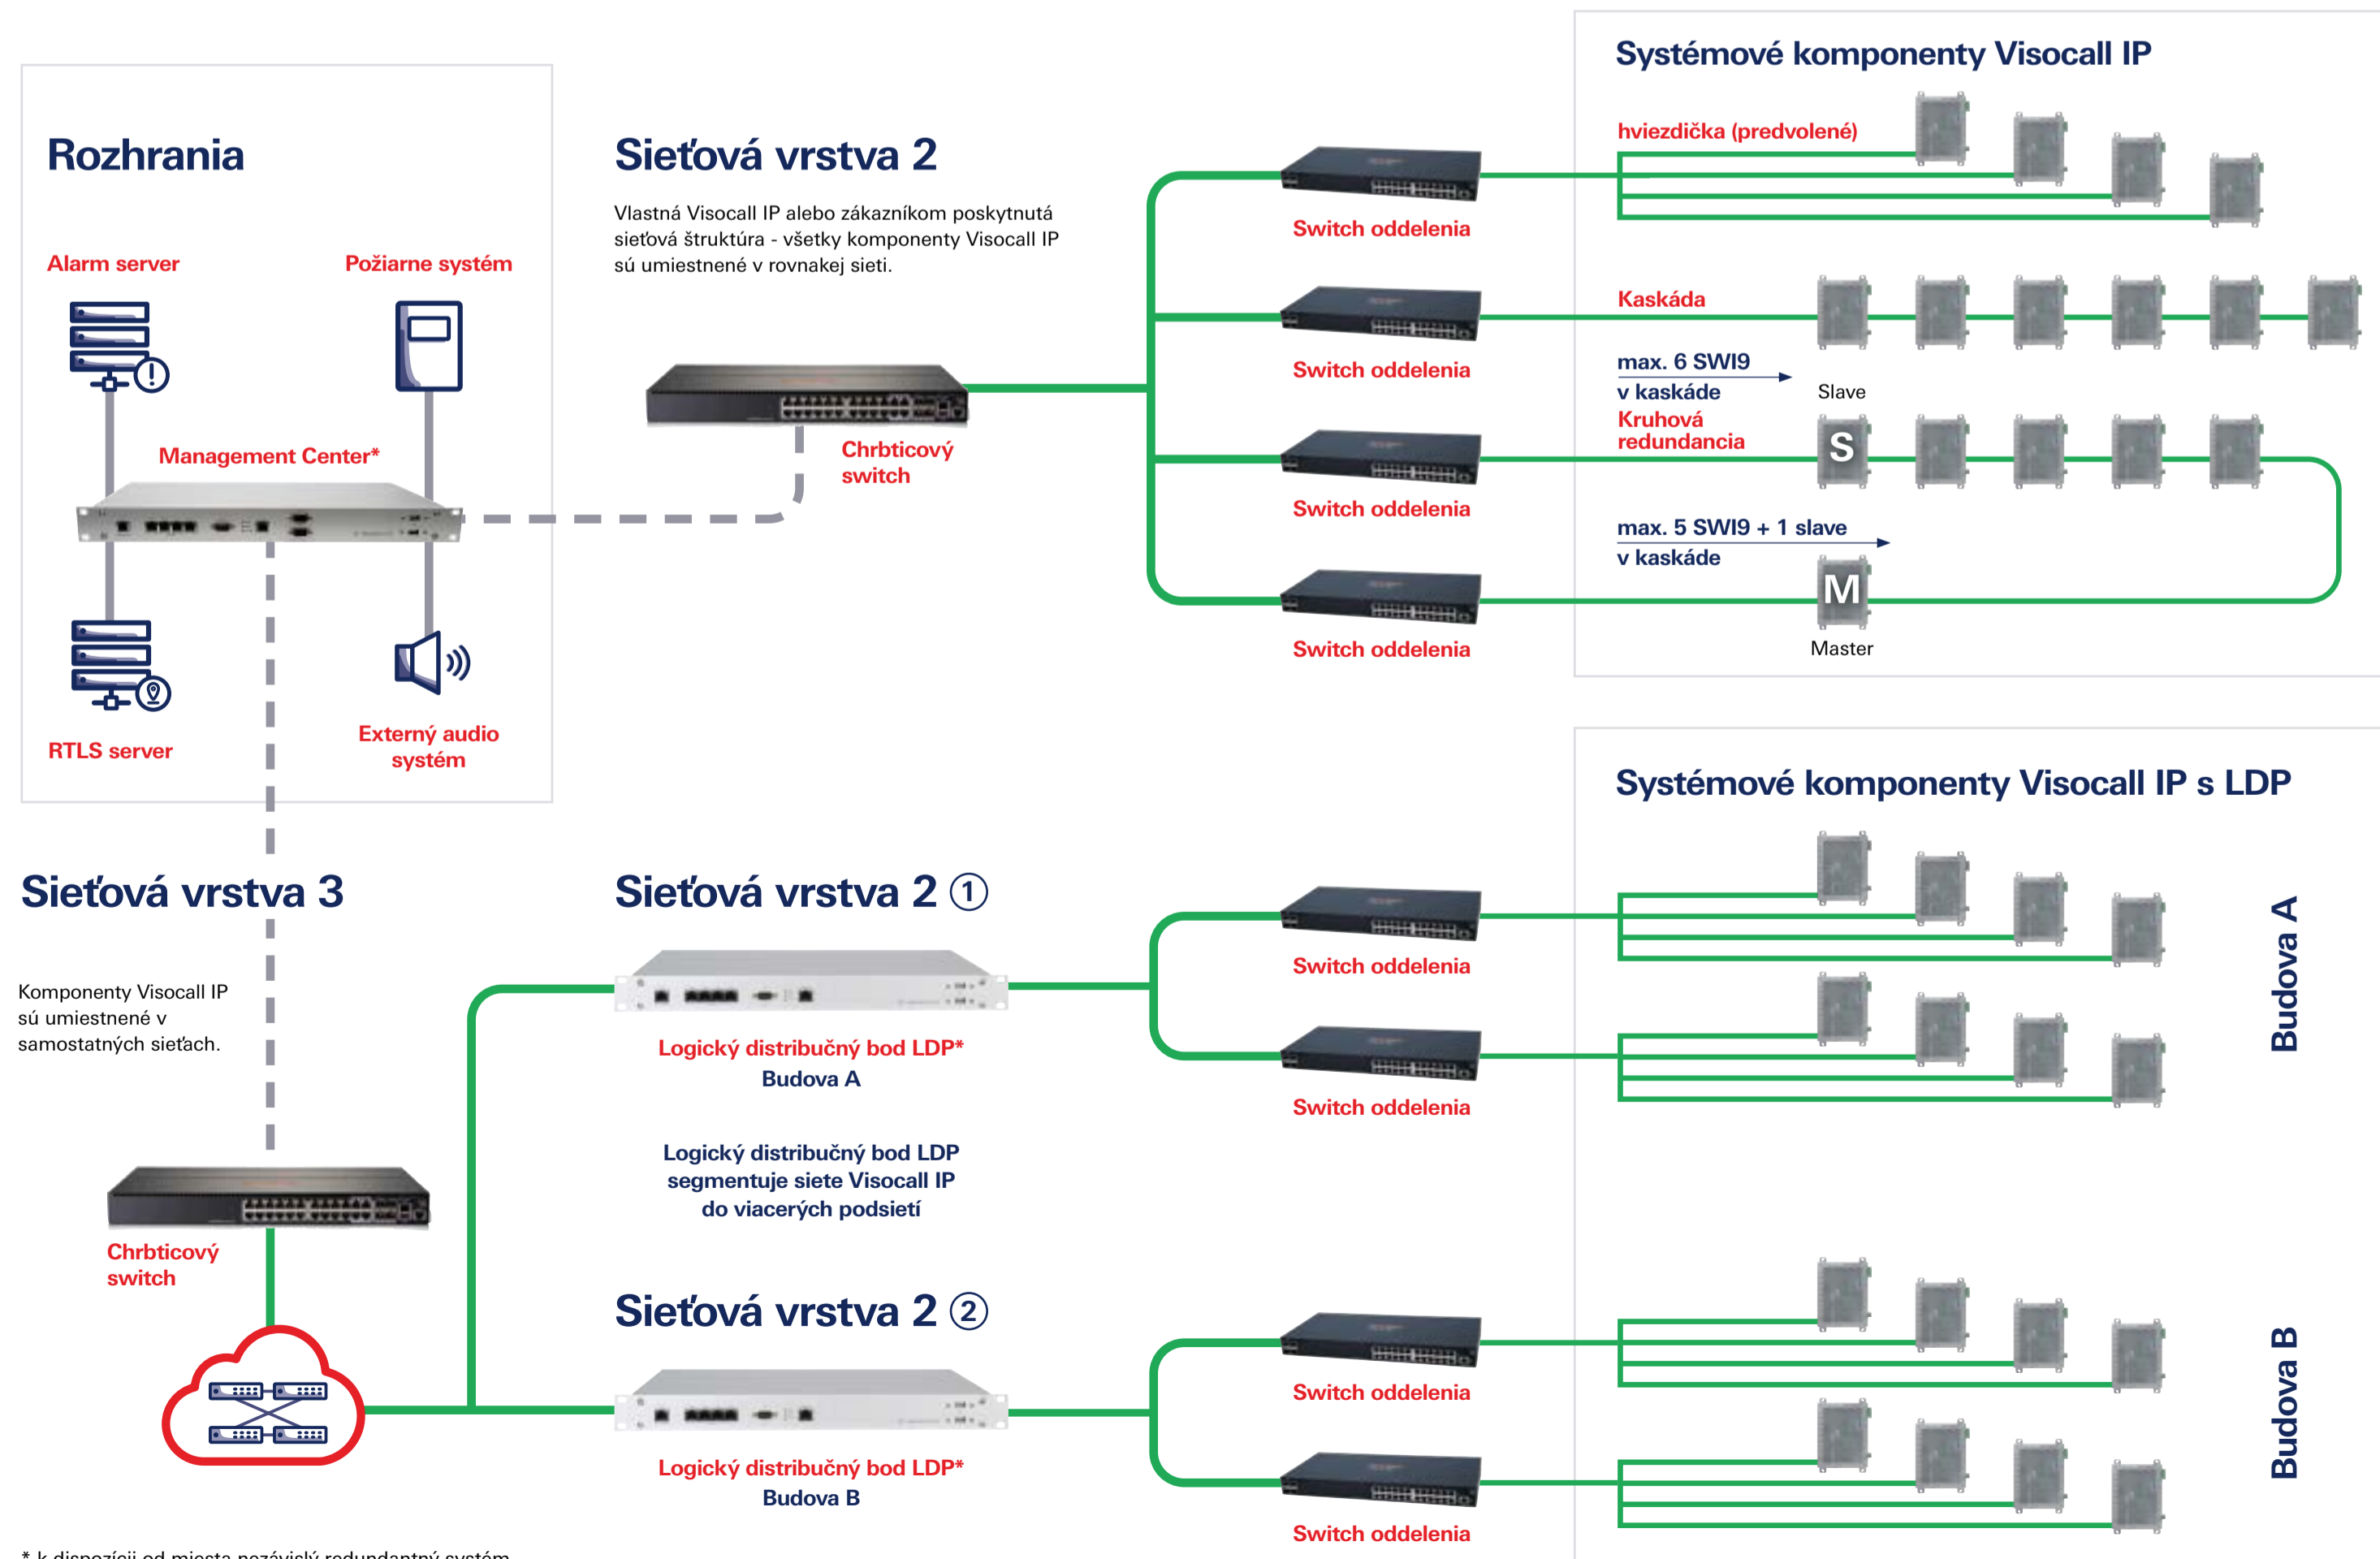 Rozhrania
Alarm server
Požiarne systém
Management Center*
RTLS server
Externý audio
systém
Sieťová vrstva 2
Vlastná Visocall IP alebo zákazníkom poskytnutá
sieťová štruktúra - všetky komponenty Visocall IP
sú umiestnené v rovnakej sieti.
Chrbticový
switch
Switch oddelenia
Switch oddelenia
Switch oddelenia
Switch oddelenia
Systémové komponenty Visocall IP
hviezdička (predvolené)
Kaskáda
max. 6 SWI9
v kaskáde
Slave
Kruhová
redundancia
S
max. 5 SWI9 + 1 slave
v kaskáde
M
Master
Sieťová vrstva 3
Komponenty Visocall IP
sú umiestnené v
samostatných sieťach.
Chrbticový
switch
Sieťová vrstva 2 1
Logický distribučný bod LDP*
Budova A
Logický distribučný bod LDP
segmentuje siete Visocall IP
do viacerých podsietí
Sieťová vrstva 2 2
Logický distribučný bod LDP*
Budova B
Switch oddelenia
Switch oddelenia
Switch oddelenia
Switch oddelenia
Systémové komponenty Visocall IP s LDP
Budova A
Budova B
* k dispozícii od miesta nezávislý redundantný systém